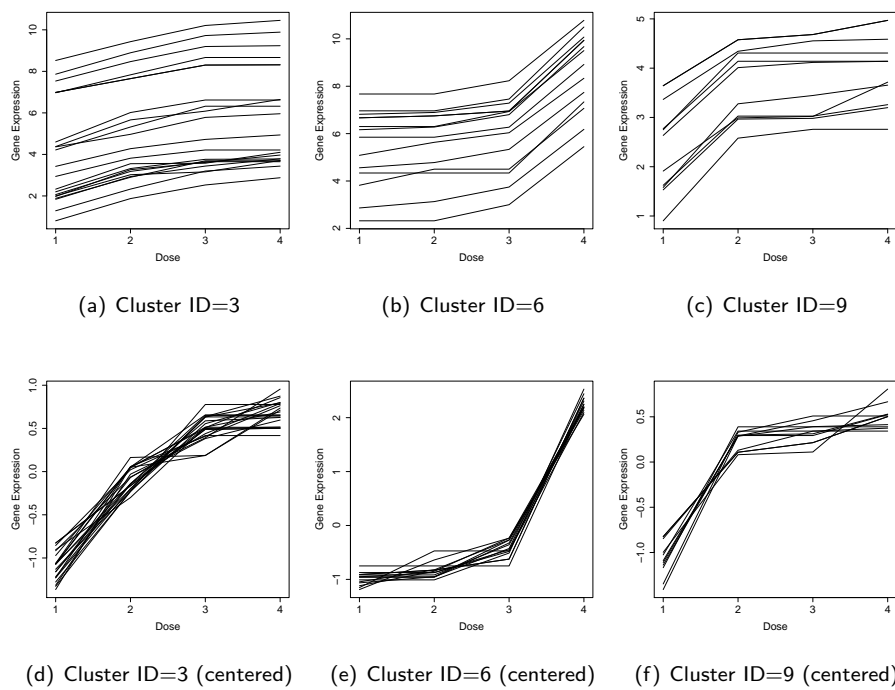 10
8
6
4
2
Gene Expression
1 2 3 4
Dose
(a) Cluster ID=3
10
8
6
4
2
Gene Expression
1 2 3 4
Dose
(b) Cluster ID=6
5
4
3
2
1
Gene Expression
1 2 3 4
Dose
(c) Cluster ID=9
1.0
0.5
0.0
−0.5
−1.0
Gene Expression
1 2 3 4
Dose
(d) Cluster ID=3 (centered)
2
1
0
−1
Gene Expression
1 2 3 4
Dose
(e) Cluster ID=6 (centered)
0.5
0.0
−0.5
−1.0
Gene Expression
1 2 3 4
Dose
(f) Cluster ID=9 (centered)